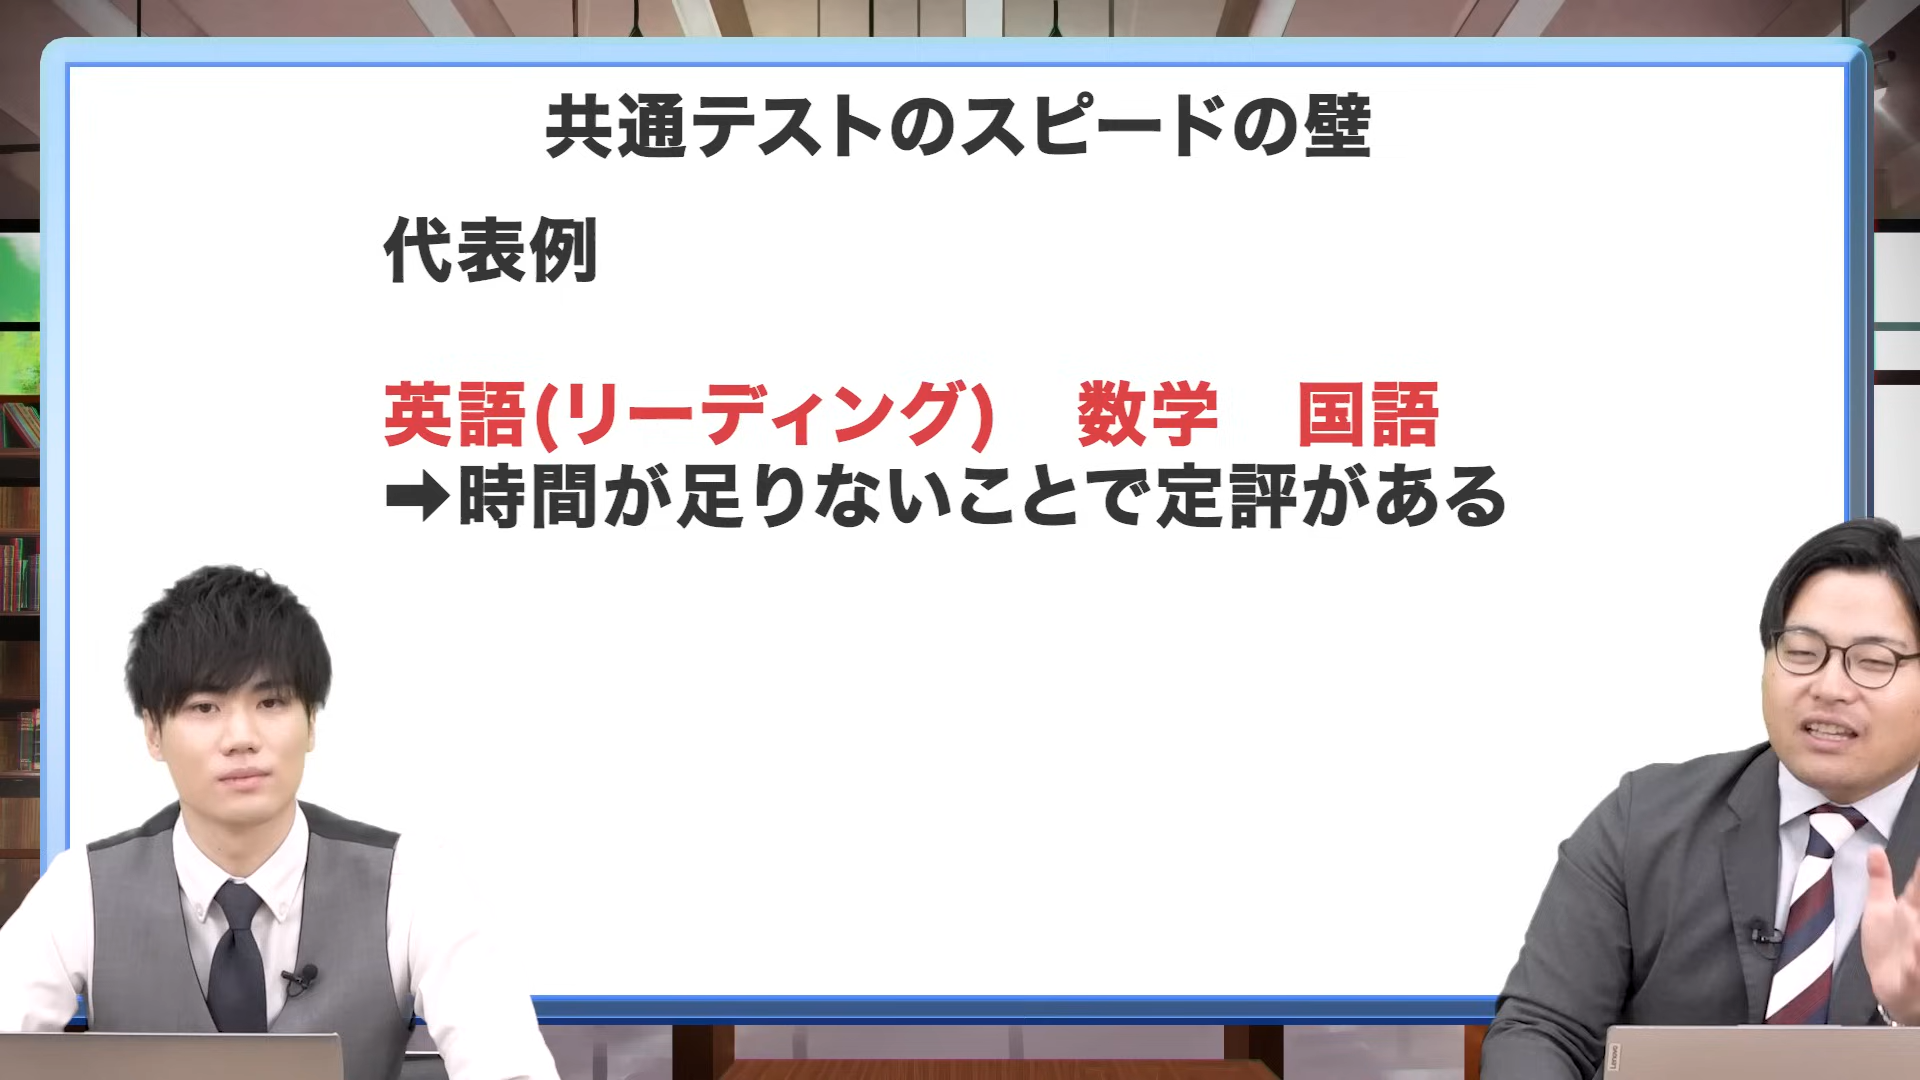 共通テストのスピードの壁
代表例
英語(リーディング)　数学　国語
➡時間が足りないことで定評がある